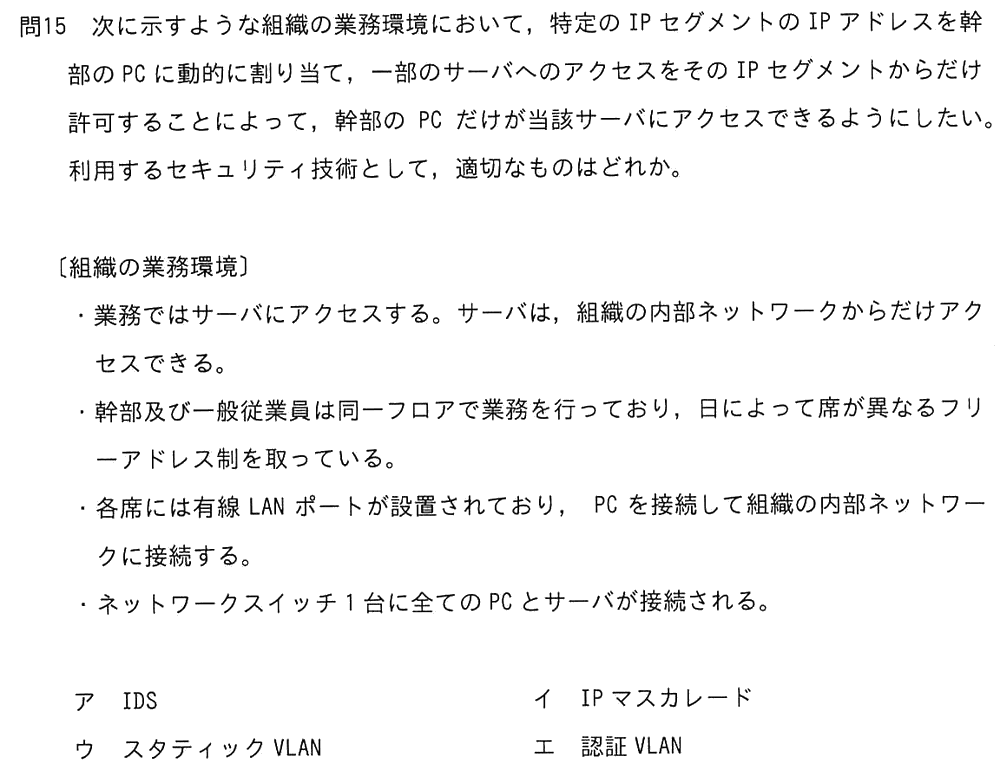 問15 次に示すような組織の業務環境において，特定の IP セグメントの IP アドレスを幹
部の PC に動的に割り当て，一部のサーバへのアクセスをその IP セグメントからだけ
許可することによって，幹部の PC だけが当該サーバにアクセスできるようにしたい。
利用するセキュリティ技術として，適切なものはどれか。
〔組織の業務環境〕
・業務ではサーバにアクセスする。サーバは，組織の内部ネットワークからだけアク
セスできる。
・幹部及び一般従業員は同一フロアで業務を行っており，日によって席が異なるフリ
ーアドレス制を取っている。
・各席には有線 LAN ポートが設置されており， PC を接続して組織の内部ネットワー
クに接続する。
・ネットワークスイッチ 1 台に全ての PC とサーバが接続される。
ア IDS イ IP マスカレード
ウ スタティック VLAN エ 認証 VLAN